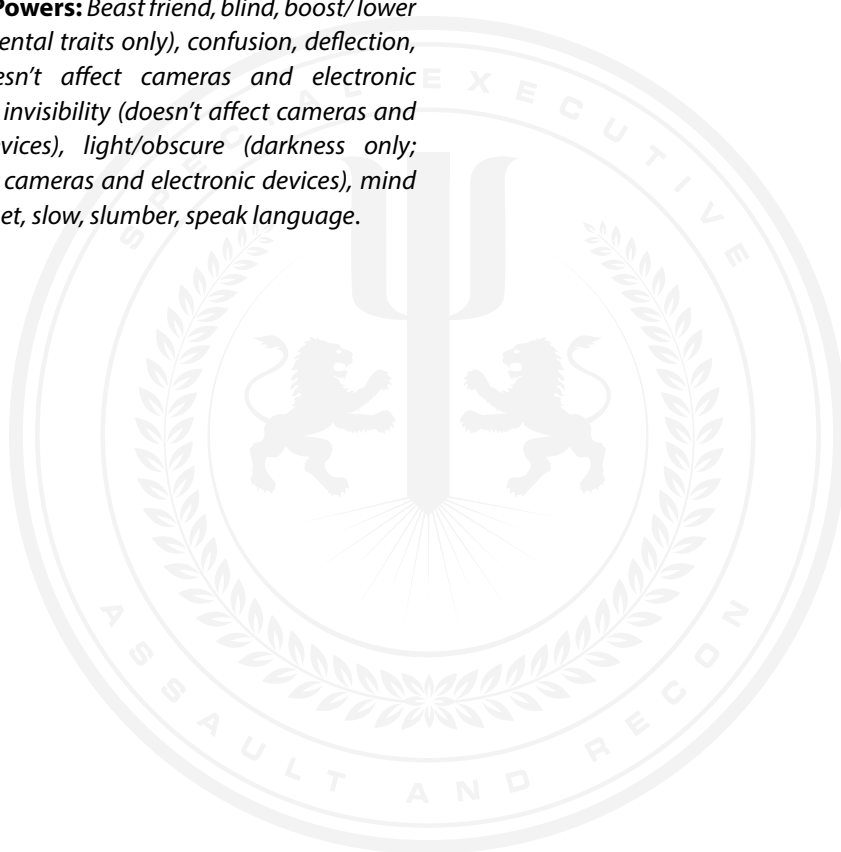 Powers: Beast friend, blind, boost/lower
ental traits only), confusion, deflection,
esn't affect cameras and electronic
invisibility (doesn't affect cameras and
vices), light/obscure (darkness only;
cameras and electronic devices), mind
et, slow, slumber, speak language.
SPECIAL EXECUTIVE
ASSAULT AND RECON